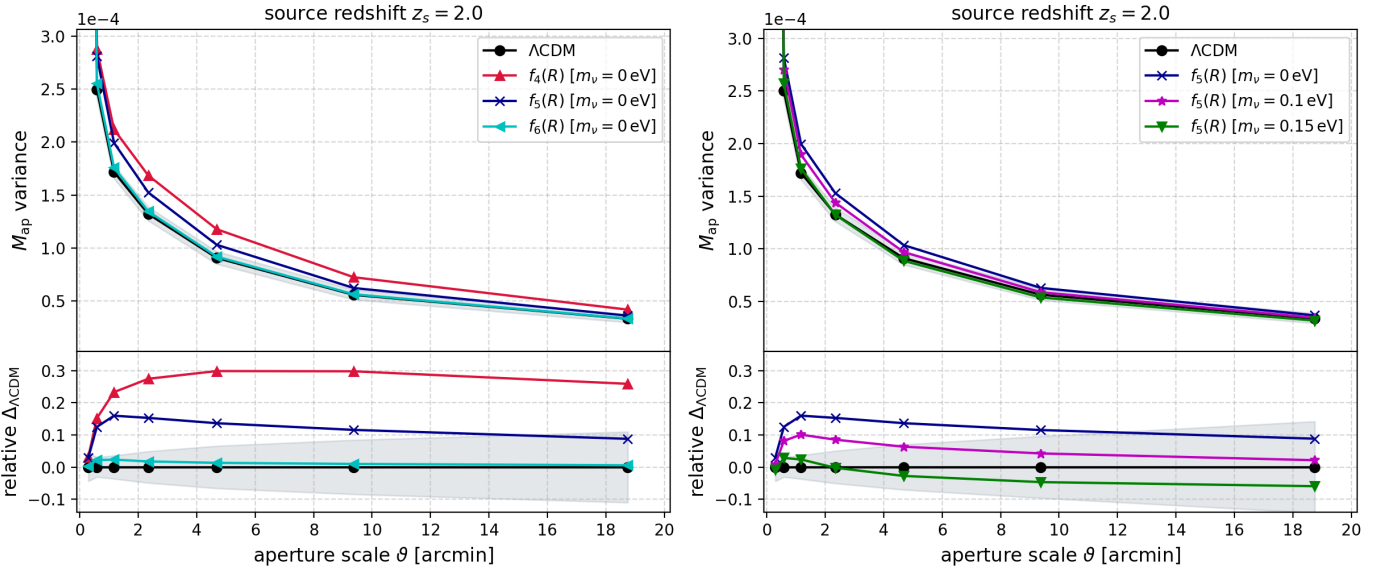 source redshift z_s = 2.0
1e−4
3.0
2.5
2.0
1.5
1.0
0.5
M_ap variance
ΛCDM
f_4(R) [m_ν = 0 eV]
f_5(R) [m_ν = 0 eV]
f_6(R) [m_ν = 0 eV]
0.3
0.2
0.1
0.0
−0.1
relative Δ_ΛCDM
0 2 4 6 8 10 12 14 16 18 20
aperture scale ϑ [arcmin]
source redshift z_s = 2.0
1e−4
3.0
2.5
2.0
1.5
1.0
0.5
M_ap variance
ΛCDM
f_5(R) [m_ν = 0 eV]
f_5(R) [m_ν = 0.1 eV]
f_5(R) [m_ν = 0.15 eV]
0.3
0.2
0.1
0.0
−0.1
relative Δ_ΛCDM
0 2 4 6 8 10 12 14 16 18 20
aperture scale ϑ [arcmin]